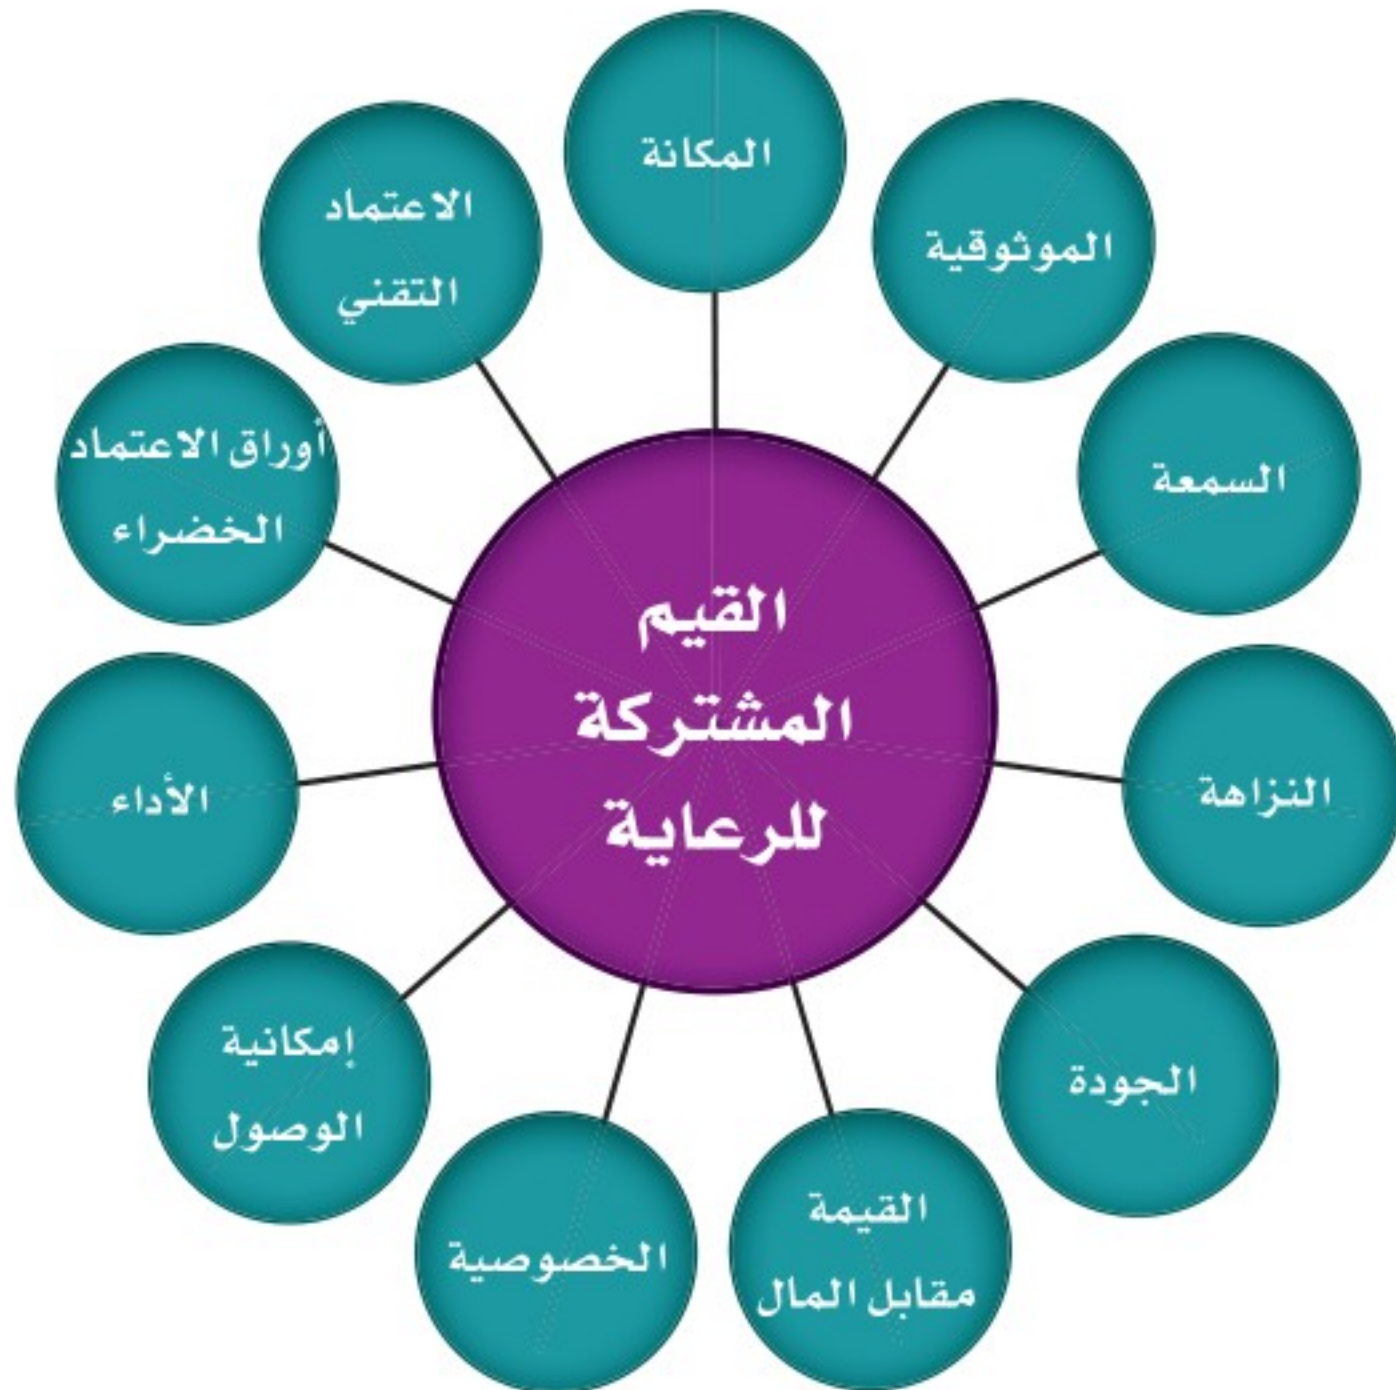 القيم
المشتركة
للرعاية
المكانة
الموثوقية
السمعة
النزاهة
الجودة
القيمة
مقابل المال
الخصوصية
إمكانية
الوصول
الأداء
أوراق الاعتماد
الخضراء
الاعتماد
التقني